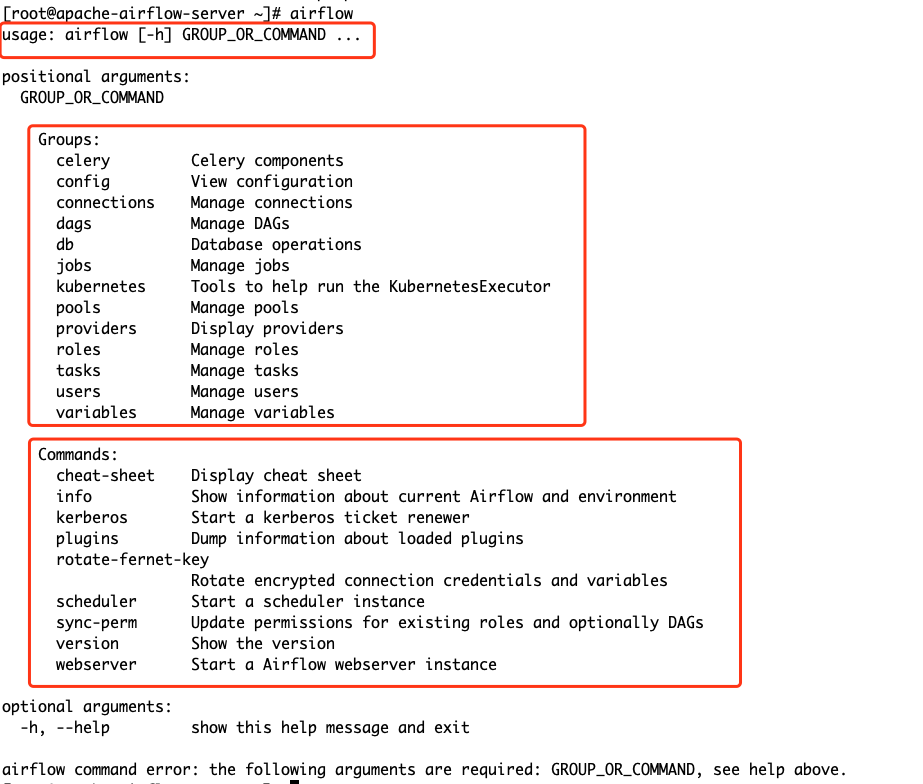 [root@apache-airflow-server ~]# airflow
usage: airflow [-h] GROUP_OR_COMMAND ...
positional arguments:
GROUP_OR_COMMAND
Groups:
celery Celery components
config View configuration
connections Manage connections
dags Manage DAGs
db Database operations
jobs Manage jobs
kubernetes Tools to help run the KubernetesExecutor
pools Manage pools
providers Display providers
roles Manage roles
tasks Manage tasks
users Manage users
variables Manage variables
Commands:
cheat-sheet Display cheat sheet
info Show information about current Airflow and environment
kerberos Start a kerberos ticket renewer
plugins Dump information about loaded plugins
rotate-fernet-key
Rotate encrypted connection credentials and variables
scheduler Start a scheduler instance
sync-perm Update permissions for existing roles and optionally DAGs
version Show the version
webserver Start a Airflow webserver instance
optional arguments:
-h, --help show this help message and exit
airflow command error: the following arguments are required: GROUP_OR_COMMAND, see help above.